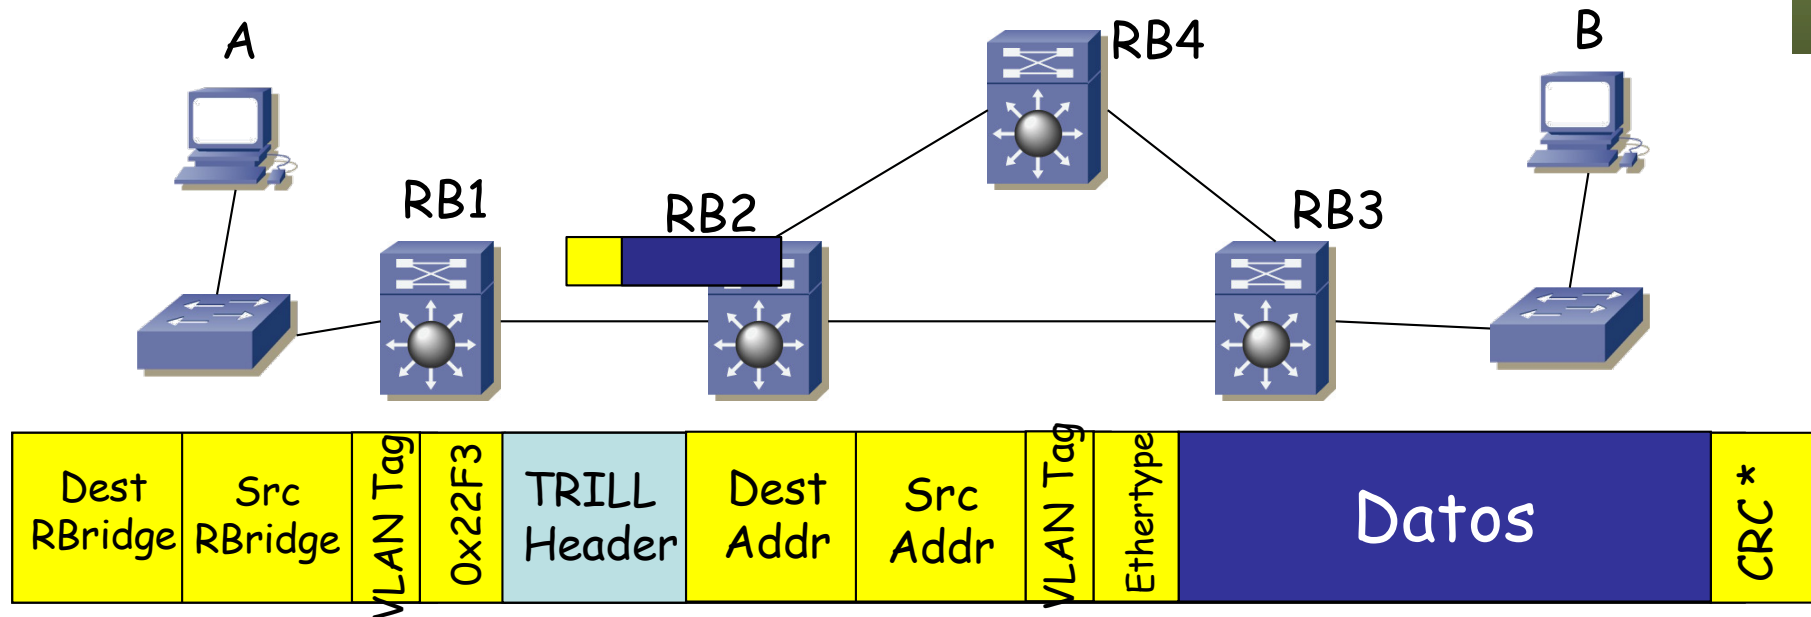 A
RB4
B
RB1
RB2
RB3
Dest
RBridge
Src
RBridge
VLAN Tag
0x22F3
TRILL
Header
Dest
Addr
Src
Addr
VLAN Tag
Ethertype
Datos
CRC *